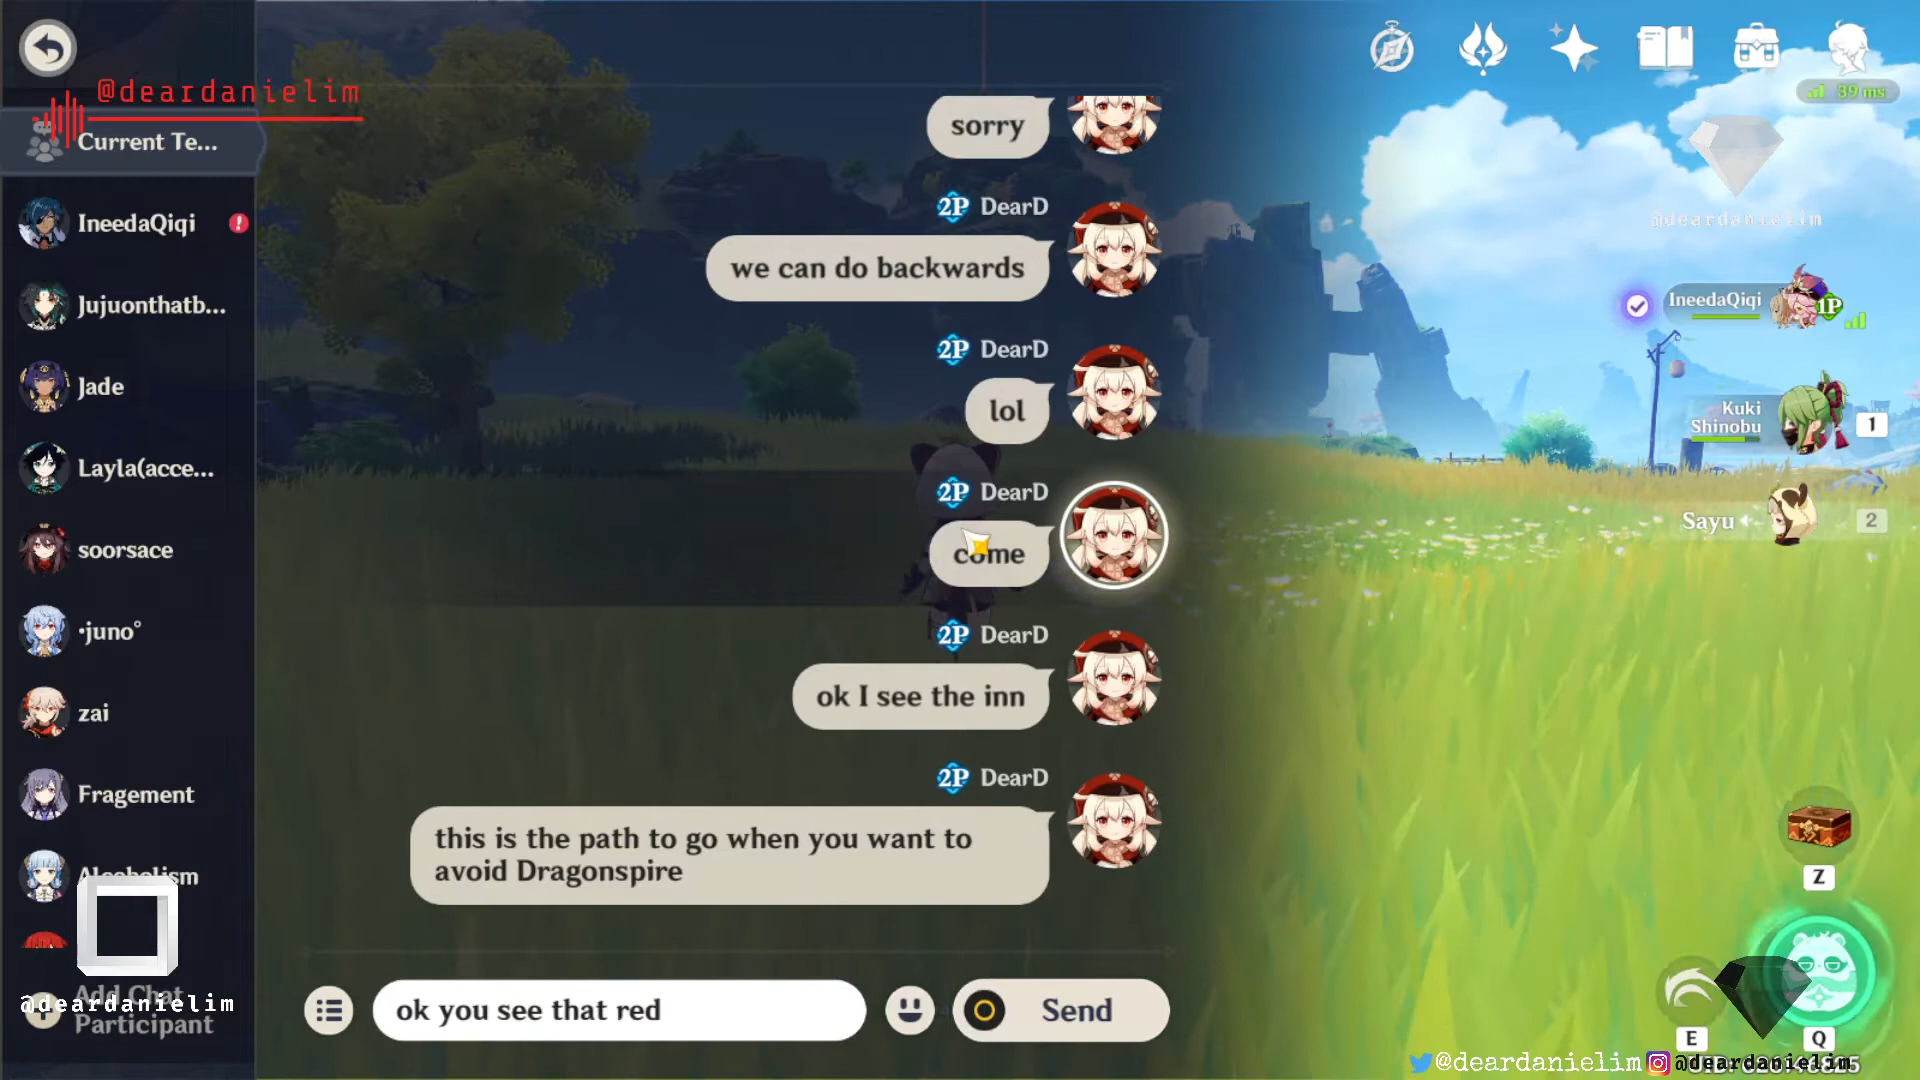 @deardanielim
Current Te...
IneedaQiqi
Jujuonthatb...
Jade
Layla(acce...
soorsace
•juno°
zai
Fragement
Alcoholism
Add Chat
Participant
@deardanielim
sorry
2P DearD
we can do backwards
2P DearD
lol
2P DearD
come
2P DearD
ok I see the inn
2P DearD
this is the path to go when you want to
avoid Dragonspire
ok you see that red
Send
39 ms
@deardanielim
IneedaQiqi
1P
Kuki
Shinobu
1
Sayu
2
Z
E
Q
@deardanielim
@deardanielim